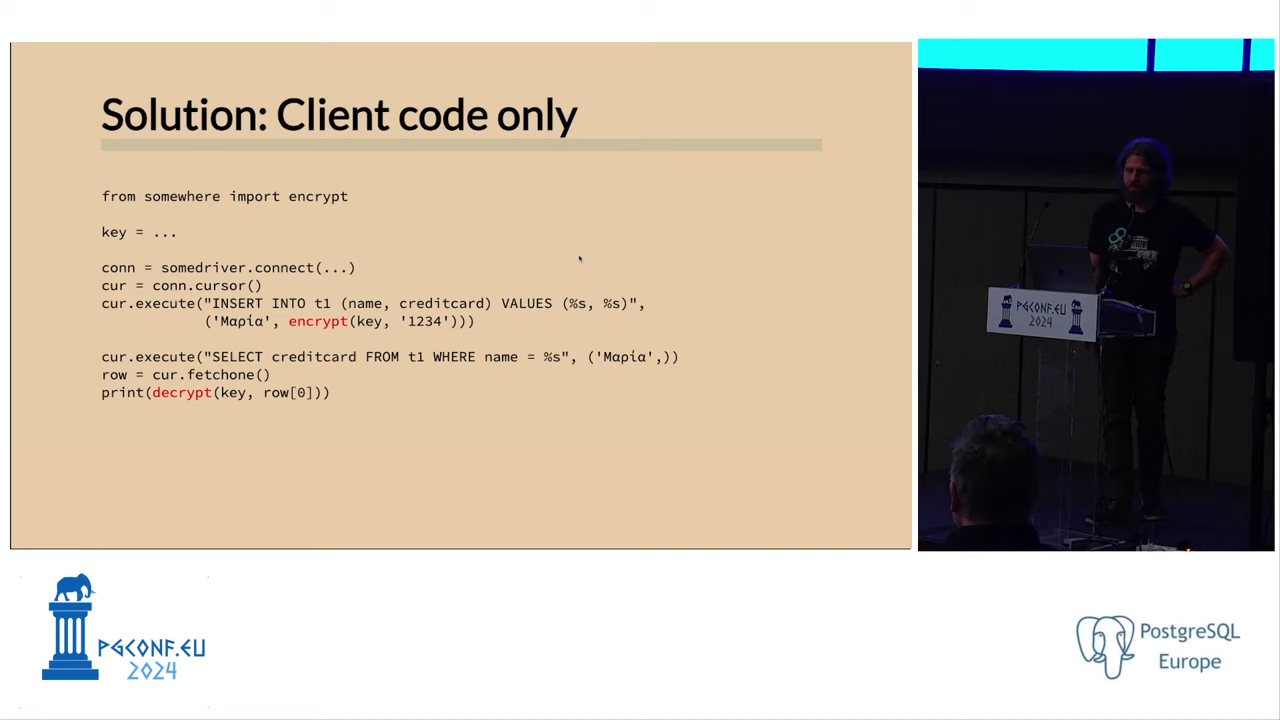 Solution: Client code only
from somewhere import encrypt
key = ...
conn = somedriver.connect(...)
cur = conn.cursor()
cur.execute("INSERT INTO t1 (name, creditcard) VALUES (%s, %s)",
('Μαρία', encrypt(key, '1234')))
cur.execute("SELECT creditcard FROM t1 WHERE name = %s", ('Μαρία',))
row = cur.fetchone()
print(decrypt(key, row[0]))
PGCONF.EU
2024
PGCONF.EU
2024
PostgreSQL
Europe